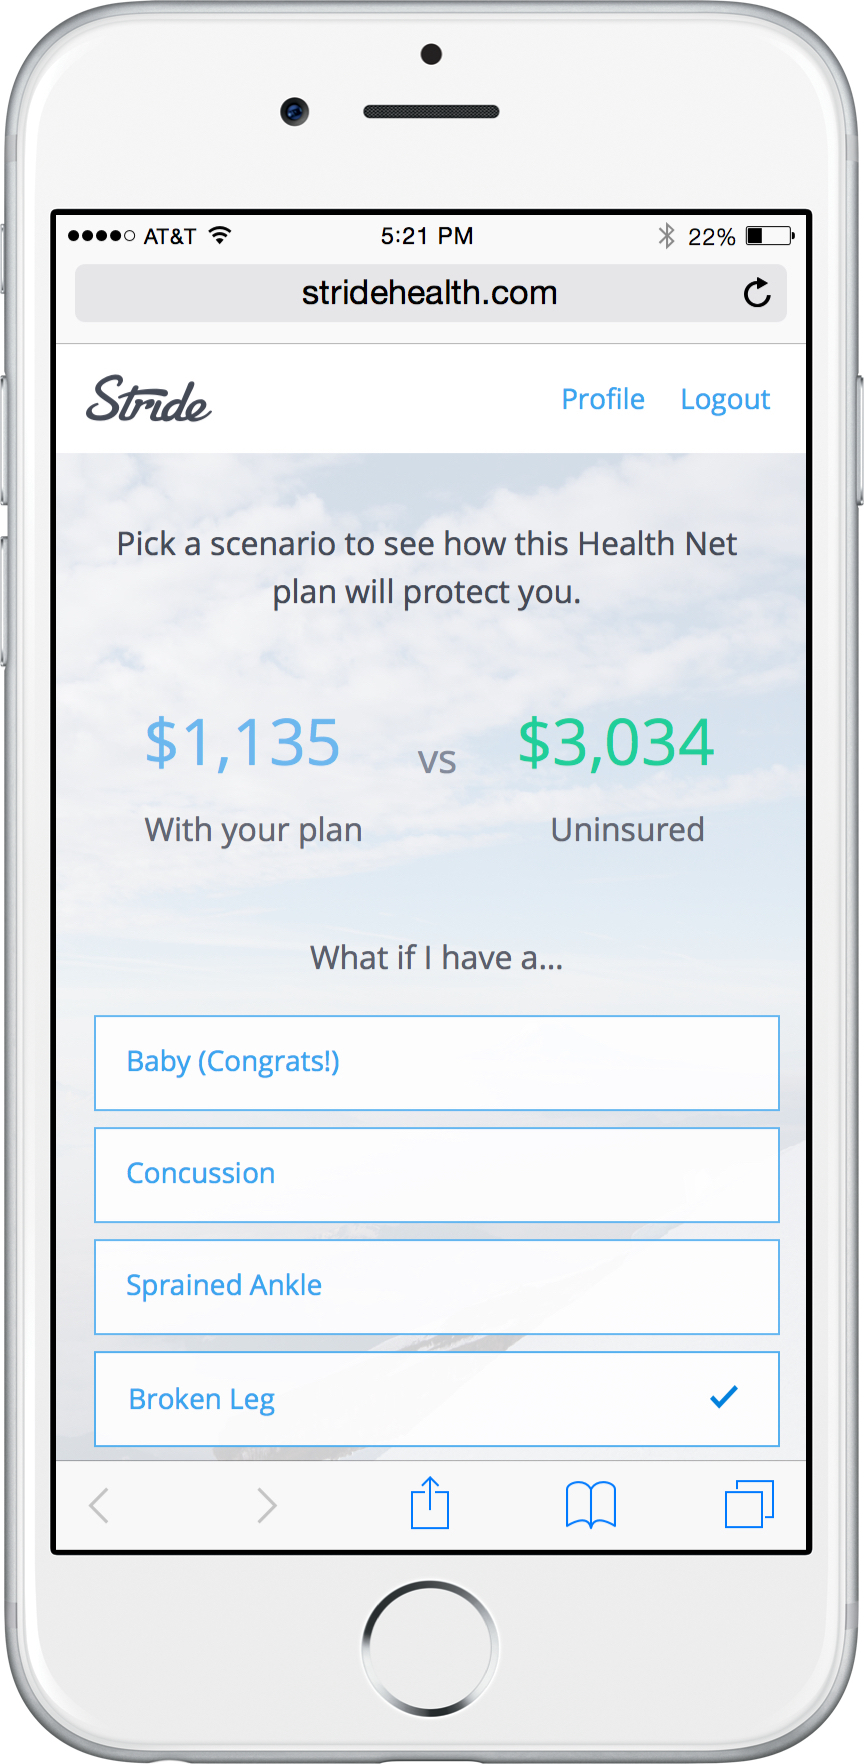 AT&T 5:21 PM 22%
stridehealth.com
Stride Profile Logout
Pick a scenario to see how this Health Net
plan will protect you.
$1,135 vs $3,034
With your plan Uninsured
What if I have a...
Baby (Congrats!)
Concussion
Sprained Ankle
Broken Leg